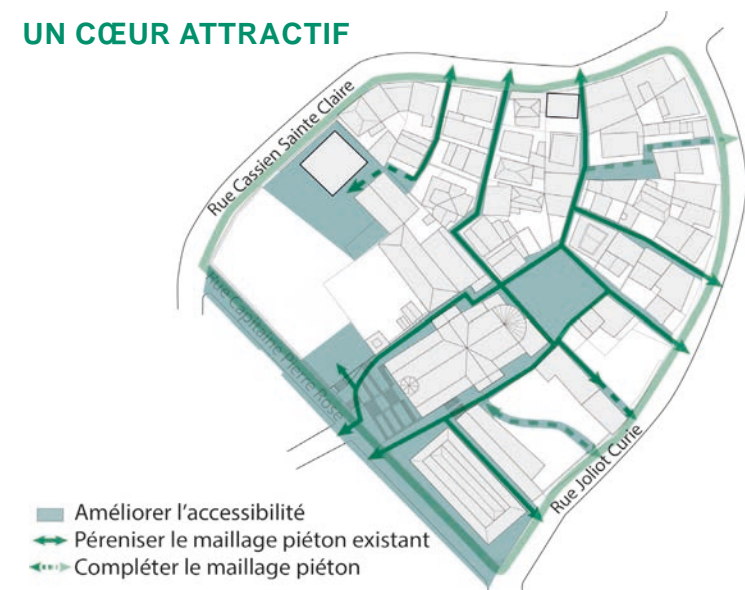 UN CŒUR ATTRACTIF
Rue Cassien Sainte Claire
Rue Capitaine Pierre Rose
Rue Joliot Curie
Améliorer l'accessibilité
Péreniser le maillage piéton existant
Compléter le maillage piéton